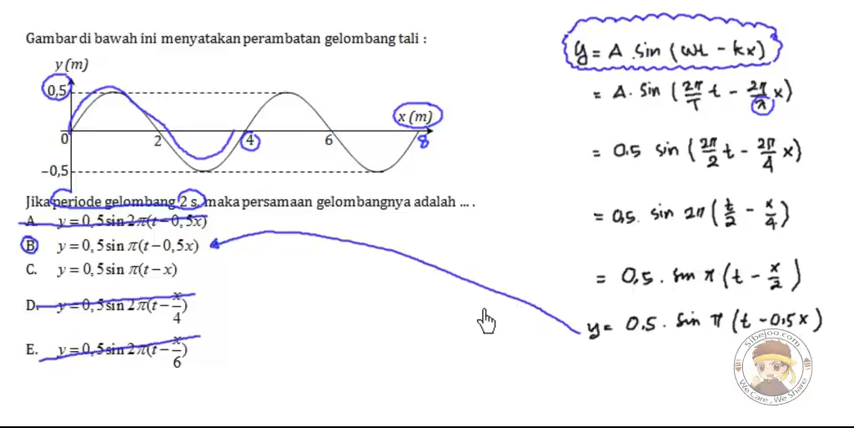 Gambar di bawah ini menyatakan perambatan gelombang tali :
y (m)
0,5
x (m)
0
2
4
6
8
−0,5
Jika periode gelombang 2 s, maka persamaan gelombangnya adalah ... .
A. y = 0,5 sin 2π(t − 0,5x)
B. y = 0,5 sin π(t − 0,5x)
C. y = 0,5 sin π(t − x)
D. y = 0,5 sin 2π(t − x/4)
E. y = 0,5 sin 2π(t − x/6)
y = A . sin (ωt − kx)
= A. sin (2π/T t − 2π/λ x)
= 0.5 sin (2π/2 t − 2π/4 x)
= 0.5. sin 2π (t/2 − x/4)
= 0.5 . sin π (t − x/2)
y = 0.5 . sin π (t − 0.5x)
Sibejoo.com
We Care, We Share